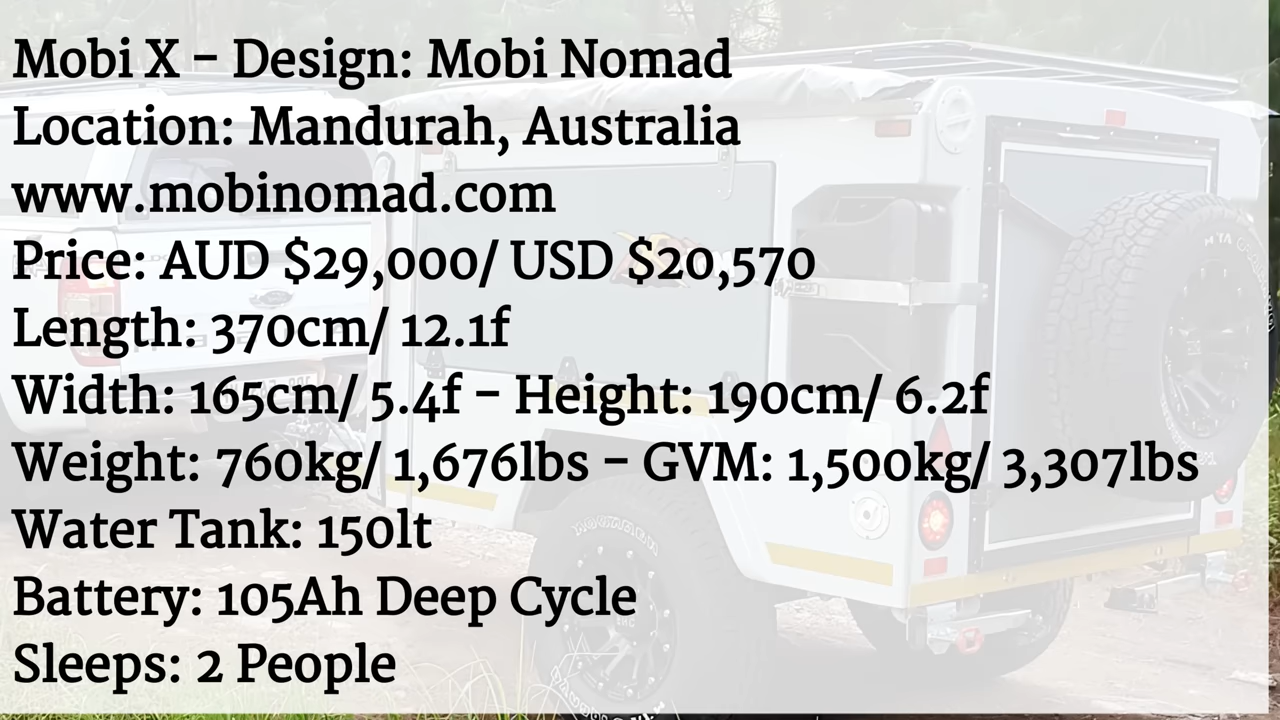 Mobi X – Design: Mobi Nomad
Location: Mandurah, Australia
www.mobinomad.com
Price: AUD $29,000/ USD $20,570
Length: 370cm/ 12.1f
Width: 165cm/ 5.4f – Height: 190cm/ 6.2f
Weight: 760kg/ 1,676lbs – GVM: 1,500kg/ 3,307lbs
Water Tank: 150lt
Battery: 105Ah Deep Cycle
Sleeps: 2 People